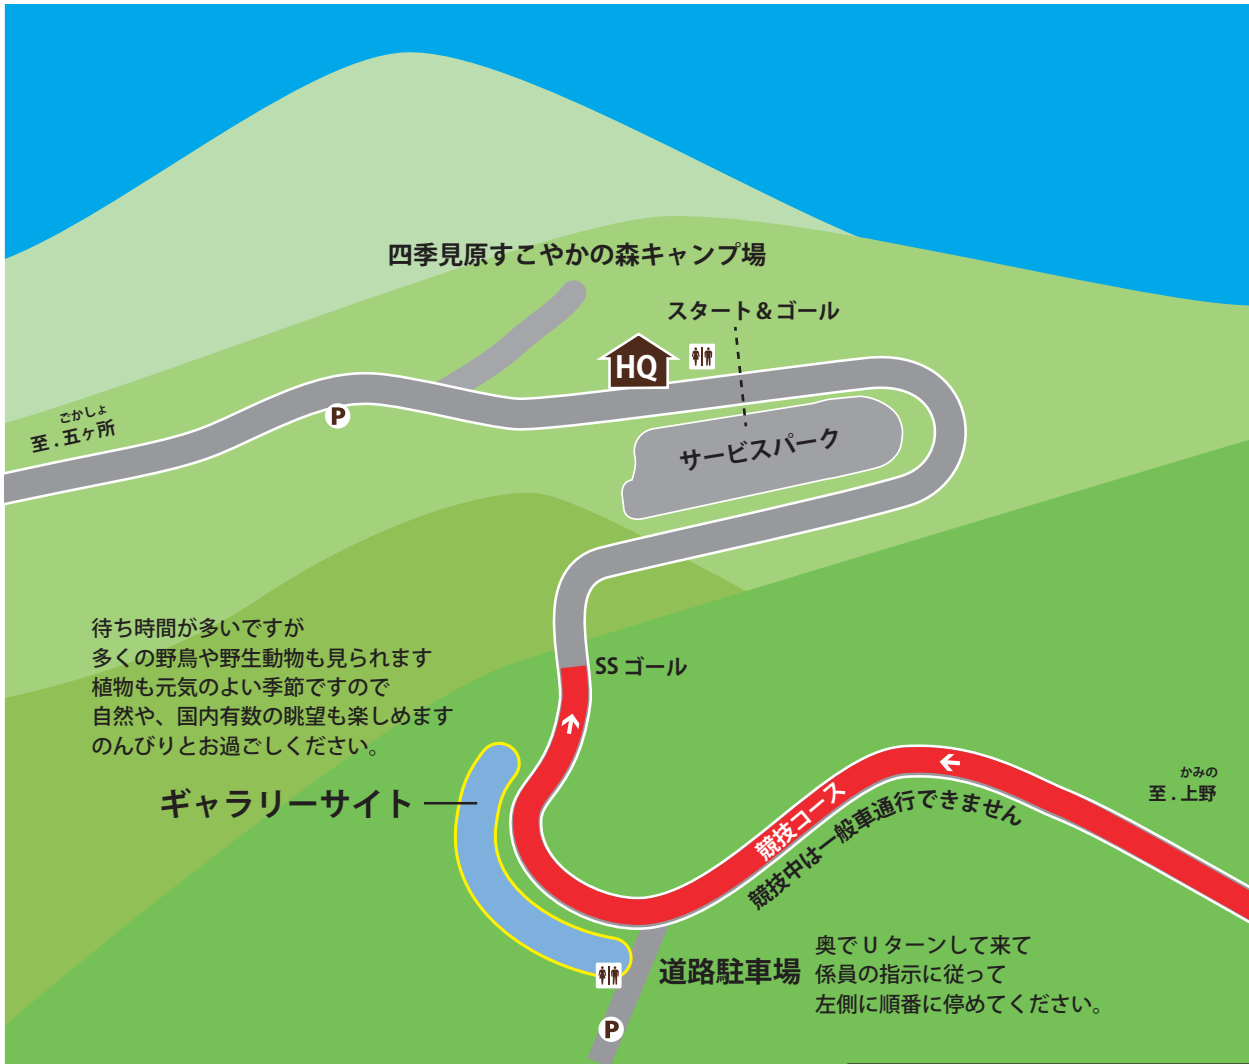 四季見原すこやかの森キャンプ場
スタート＆ゴール
HQ
ごかしょ
至.五ヶ所
P
サービスパーク
待ち時間が多いですが
多くの野鳥や野生動物も見られます
植物も元気のよい季節ですので
自然や、国内有数の眺望も楽しめます
のんびりとお過ごしください。
SS ゴール
ギャラリーサイト
かみの
至.上野
競技コース
競技中は一般車通行できません
道路駐車場
奥で U ターンして来て
係員の指示に従って
左側に順番に停めてください。
P